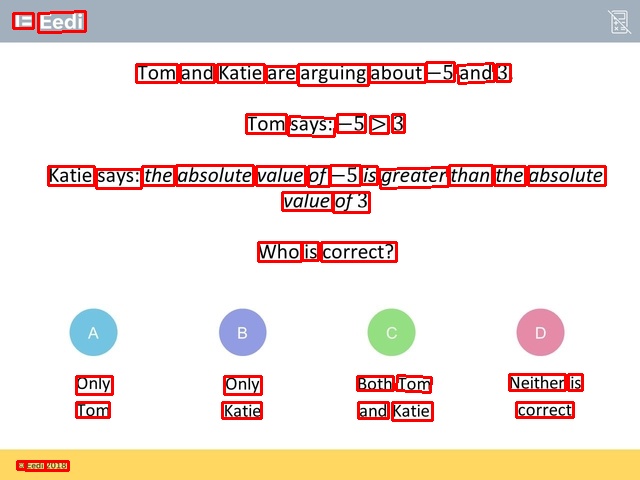 Eedi
Tom and Katie are arguing about −5 and 3.
Tom says: −5 > 3
Katie says: the absolute value of −5 is greater than the absolute
value of 3
Who is correct?
A B C D
Only Only Both Tom Neither is
Tom Katie and Katie correct
© Eedi 2018